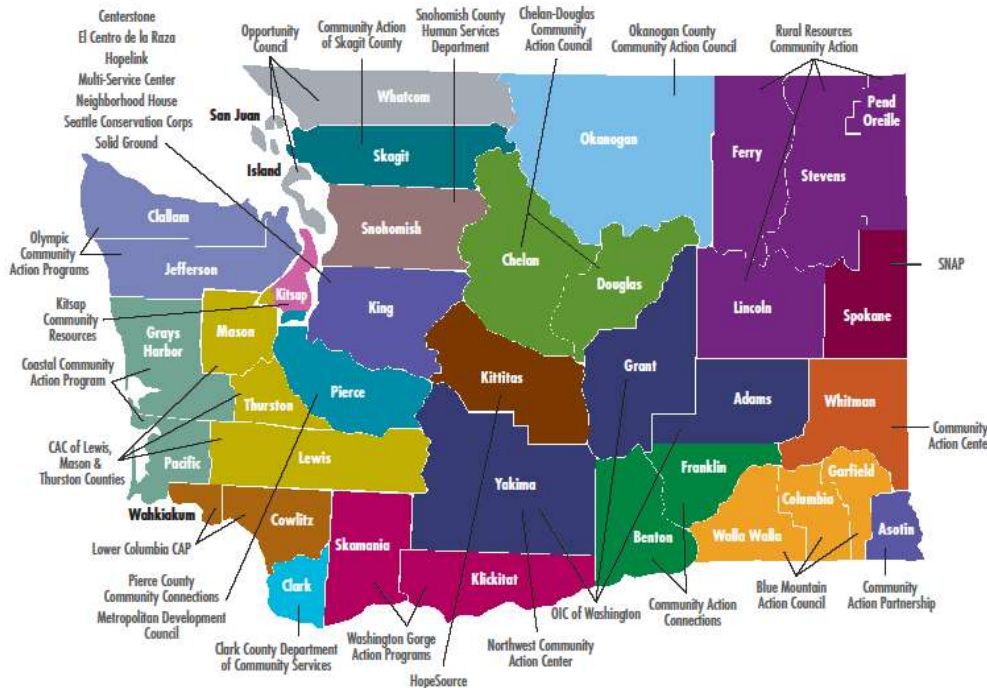 Centerstone
El Centro de la Raza
Hopelink
Multi-Service Center
Neighborhood House
Seattle Conservation Corps
Solid Ground
Opportunity
Council
Community Action
of Skagit County
Snohomish County
Human Services
Department
Chelan-Douglas
Community
Action Council
Okanogan County
Community Action Council
Rural Resources
Community Action
San Juan
Island
Whatcom
Skagit
Snohomish
Okanogan
Ferry
Pend
Oreille
Stevens
Clallam
Jefferson
Olympic
Community
Action Programs
Kitsap
Kitsap
Community
Resources
King
Chelan
Douglas
Lincoln
SNAP
Spokane
Grays
Harbor
Mason
Coastal Community
Action Program
Thurston
Pierce
Kittitas
Grant
Adams
Whitman
Community
Action Center
CAC of Lewis,
Mason &
Thurston Counties
Pacific
Lewis
Yakima
Franklin
Garfield
Columbia
Wahkiakum
Cowlitz
Skamania
Benton
Walla Walla
Asotin
Lower Columbia CAP
Clark
Klickitat
Pierce County
Community Connections
Metropolitan Development
Council
Clark County Department
of Community Services
Washington Gorge
Action Programs
HopeSource
Northwest Community
Action Center
OIC of Washington
Community Action
Connections
Blue Mountain
Action Council
Community
Action Partnership